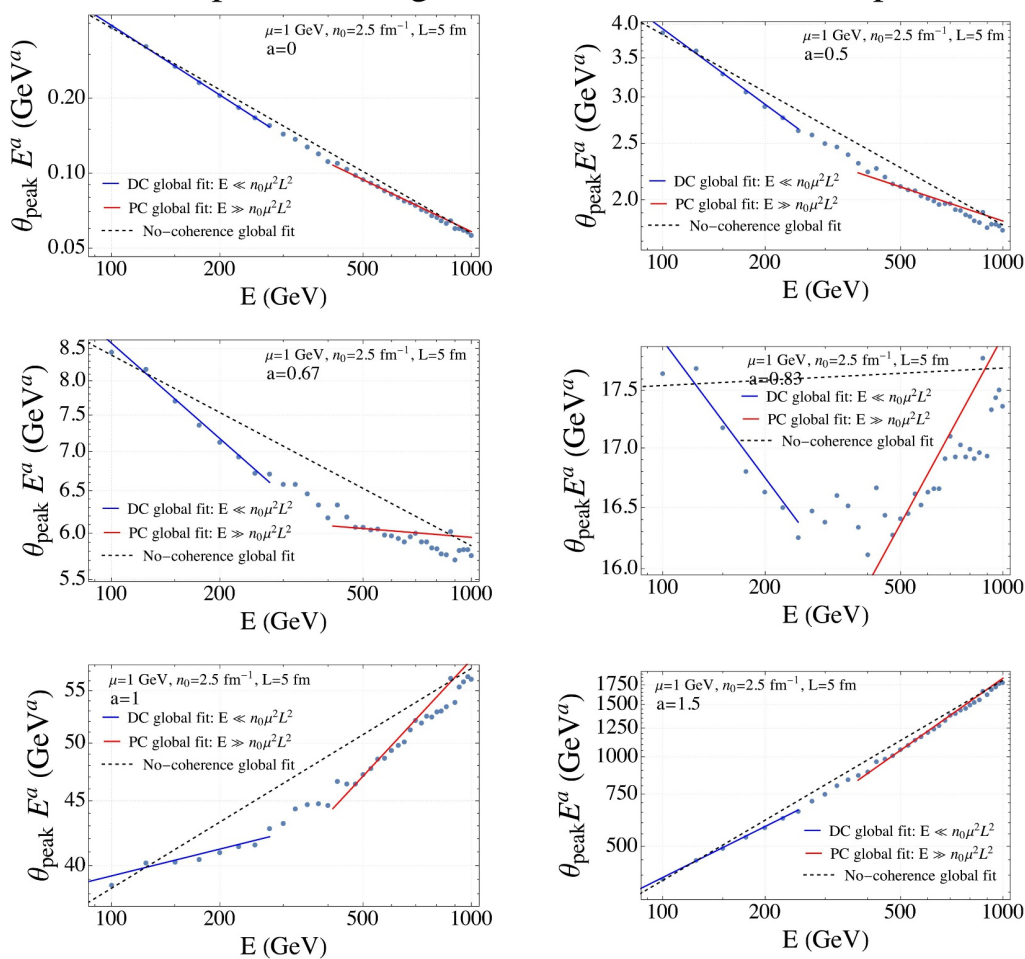 μ=1 GeV, n₀=2.5 fm⁻¹, L=5 fm
a=0
θpeak Eᵃ (GeVᵃ)
0.20
0.10
0.05
DC global fit: E ≪ n₀μ²L²
PC global fit: E ≫ n₀μ²L²
No−coherence global fit
100 200 500 1000
E (GeV)
μ=1 GeV, n₀=2.5 fm⁻¹, L=5 fm
a=0.5
θpeakEᵃ (GeVᵃ)
4.0
3.5
3.0
2.5
2.0
DC global fit: E ≪ n₀μ²L²
PC global fit: E ≫ n₀μ²L²
No−coherence global fit
100 200 500 1000
E (GeV)
μ=1 GeV, n₀=2.5 fm⁻¹, L=5 fm
a=0.67
θpeak Eᵃ (GeVᵃ)
8.5
8.0
7.5
7.0
6.5
6.0
5.5
DC global fit: E ≪ n₀μ²L²
PC global fit: E ≫ n₀μ²L²
No−coherence global fit
100 200 500 1000
E (GeV)
μ=1 GeV, n₀=2.5 fm⁻¹, L=5 fm
a=0.83
θpeakEᵃ (GeVᵃ)
17.5
17.0
16.5
16.0
DC global fit: E ≪ n₀μ²L²
PC global fit: E ≫ n₀μ²L²
No−coherence global fit
100 200 500 1000
E (GeV)
μ=1 GeV, n₀=2.5 fm⁻¹, L=5 fm
a=1
θpeak Eᵃ (GeVᵃ)
55
50
45
40
DC global fit: E ≪ n₀μ²L²
PC global fit: E ≫ n₀μ²L²
No−coherence global fit
100 200 500 1000
E (GeV)
μ=1 GeV, n₀=2.5 fm⁻¹, L=5 fm
a=1.5
θpeakEᵃ (GeVᵃ)
1750
1500
1250
1000
750
500
DC global fit: E ≪ n₀μ²L²
PC global fit: E ≫ n₀μ²L²
No−coherence global fit
100 200 500 1000
E (GeV)